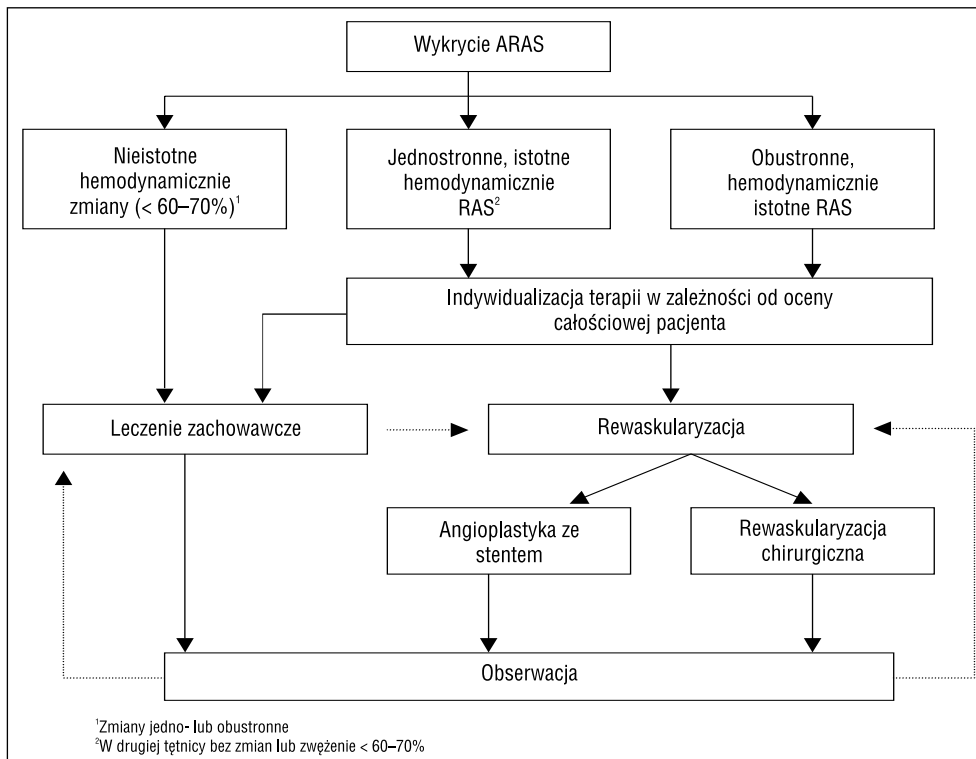 Wykrycie ARAS
Nieistotne
hemodynamicznie
zmiany (< 60–70%)¹
Jednostronne, istotne
hemodynamicznie
RAS²
Obustronne,
hemodynamicznie
istotne RAS
Indywidualizacja terapii w zależności od oceny
całościowej pacjenta
Leczenie zachowawcze
Rewaskularyzacja
Angioplastyka ze
stentem
Rewaskularyzacja
chirurgiczna
Obserwacja
¹Zmiany jedno- lub obustronne
²W drugiej tętnicy bez zmian lub zwężenie < 60–70%